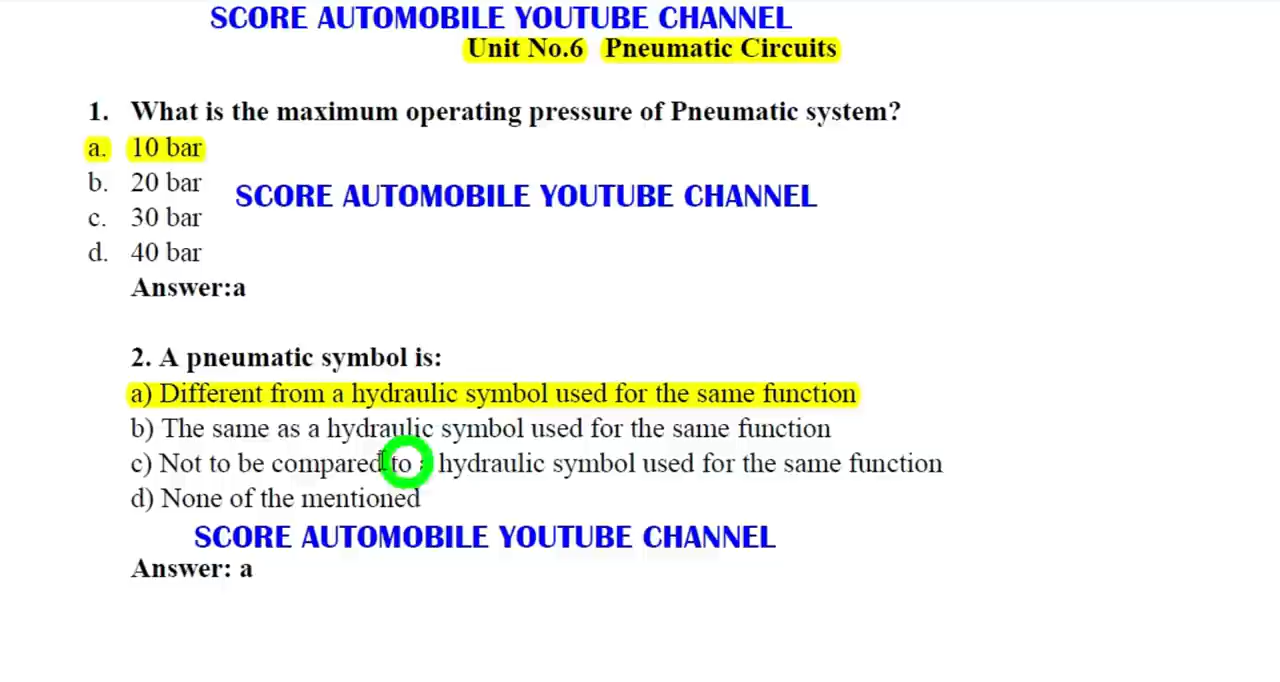 SCORE AUTOMOBILE YOUTUBE CHANNEL
Unit No.6 Pneumatic Circuits
1. What is the maximum operating pressure of Pneumatic system?
a. 10 bar
b. 20 bar
SCORE AUTOMOBILE YOUTUBE CHANNEL
c. 30 bar
d. 40 bar
Answer:a
2. A pneumatic symbol is:
a) Different from a hydraulic symbol used for the same function
b) The same as a hydraulic symbol used for the same function
c) Not to be compared to a hydraulic symbol used for the same function
d) None of the mentioned
SCORE AUTOMOBILE YOUTUBE CHANNEL
Answer: a